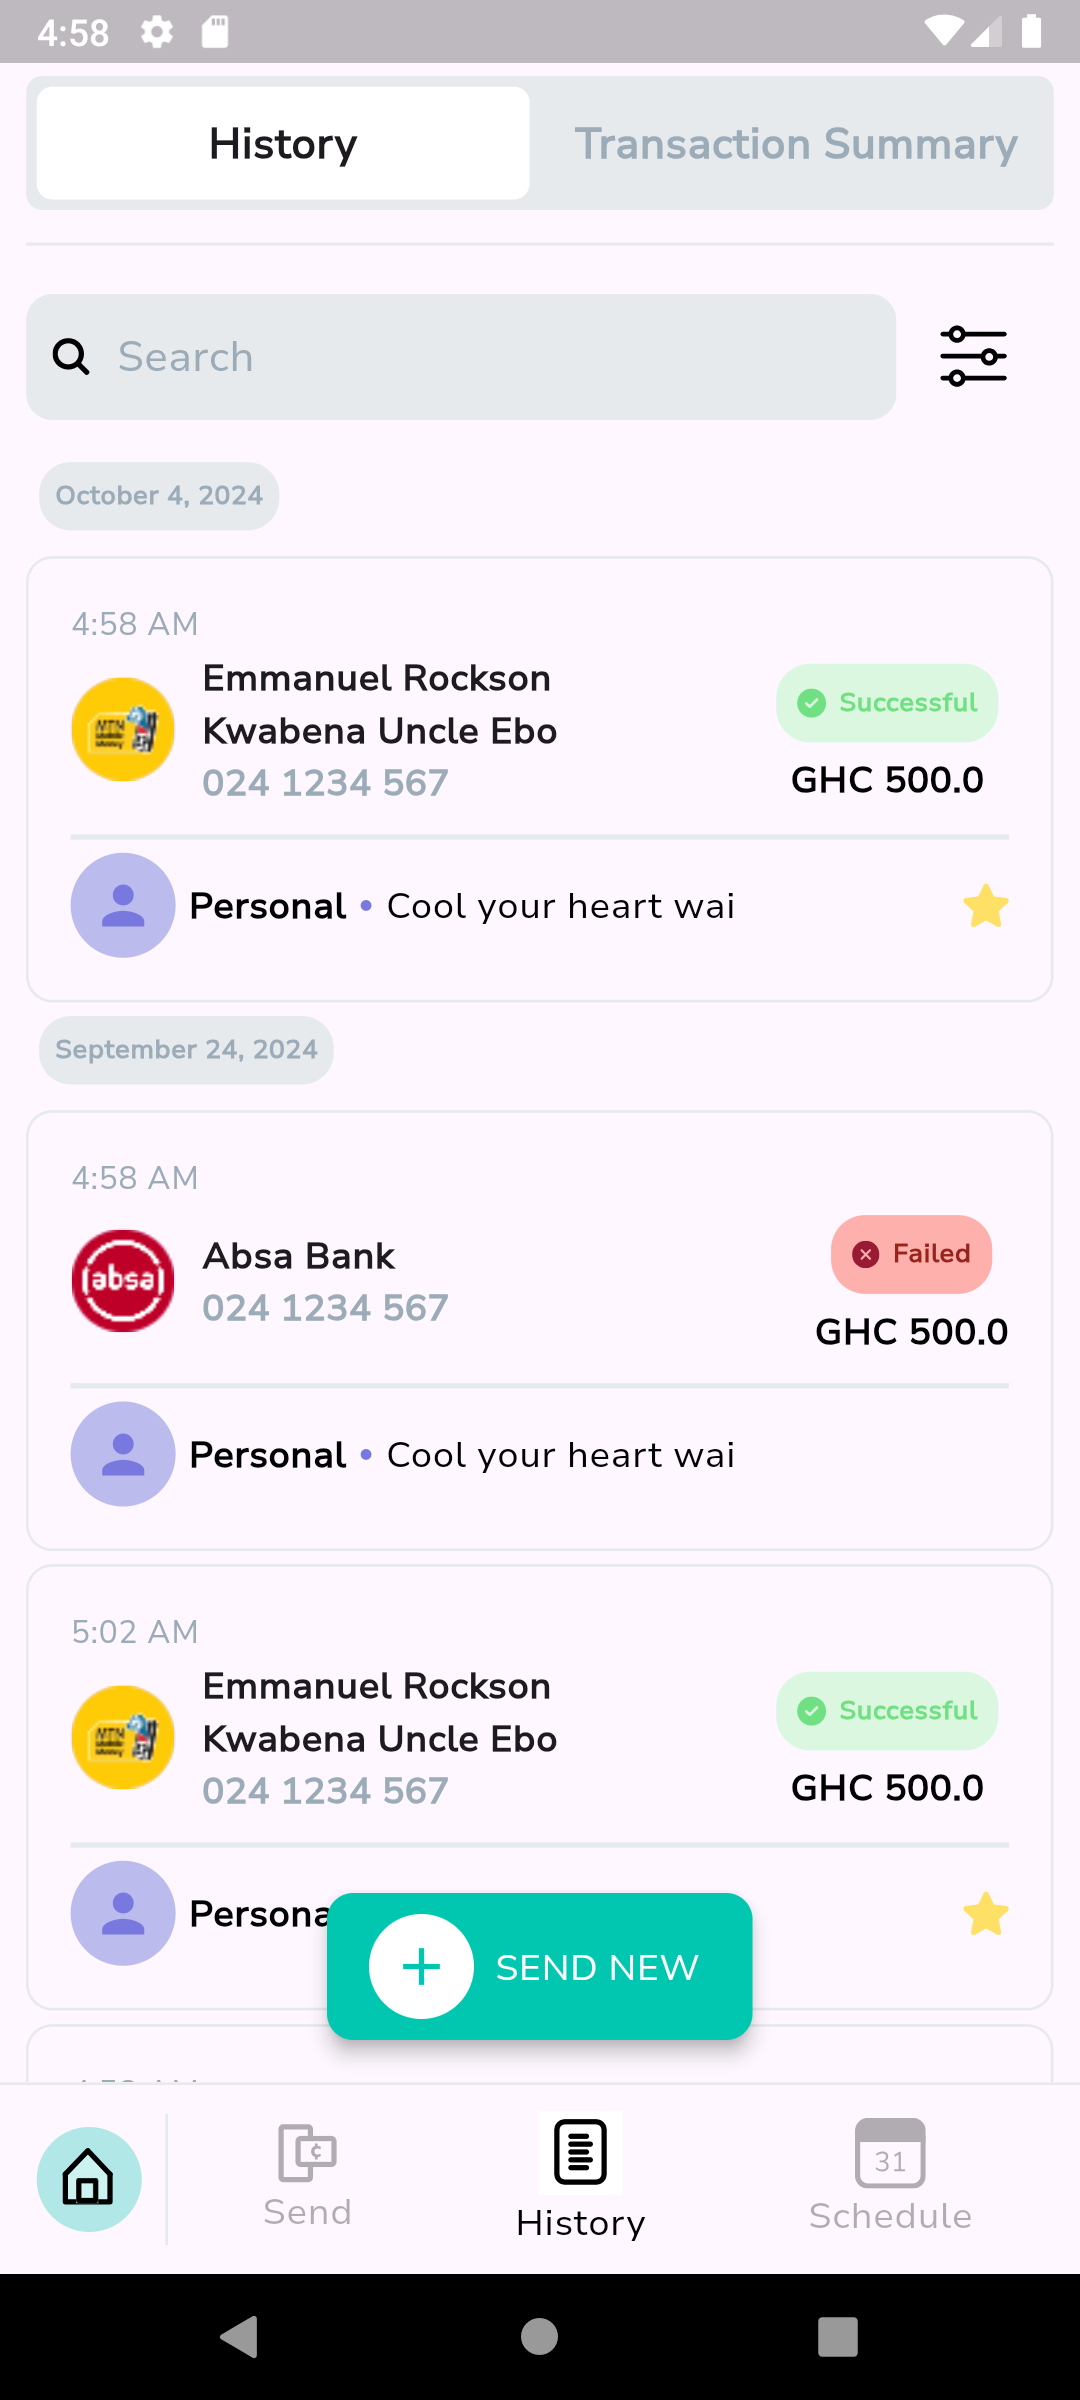 4:58
History
Transaction Summary
Search
October 4, 2024
4:58 AM
Emmanuel Rockson
Kwabena Uncle Ebo
024 1234 567
Successful
GHC 500.0
Personal • Cool your heart wai
September 24, 2024
4:58 AM
absa
Absa Bank
024 1234 567
Failed
GHC 500.0
Personal • Cool your heart wai
5:02 AM
Emmanuel Rockson
Kwabena Uncle Ebo
024 1234 567
Successful
GHC 500.0
Persona
SEND NEW
¢
Send
History
31
Schedule